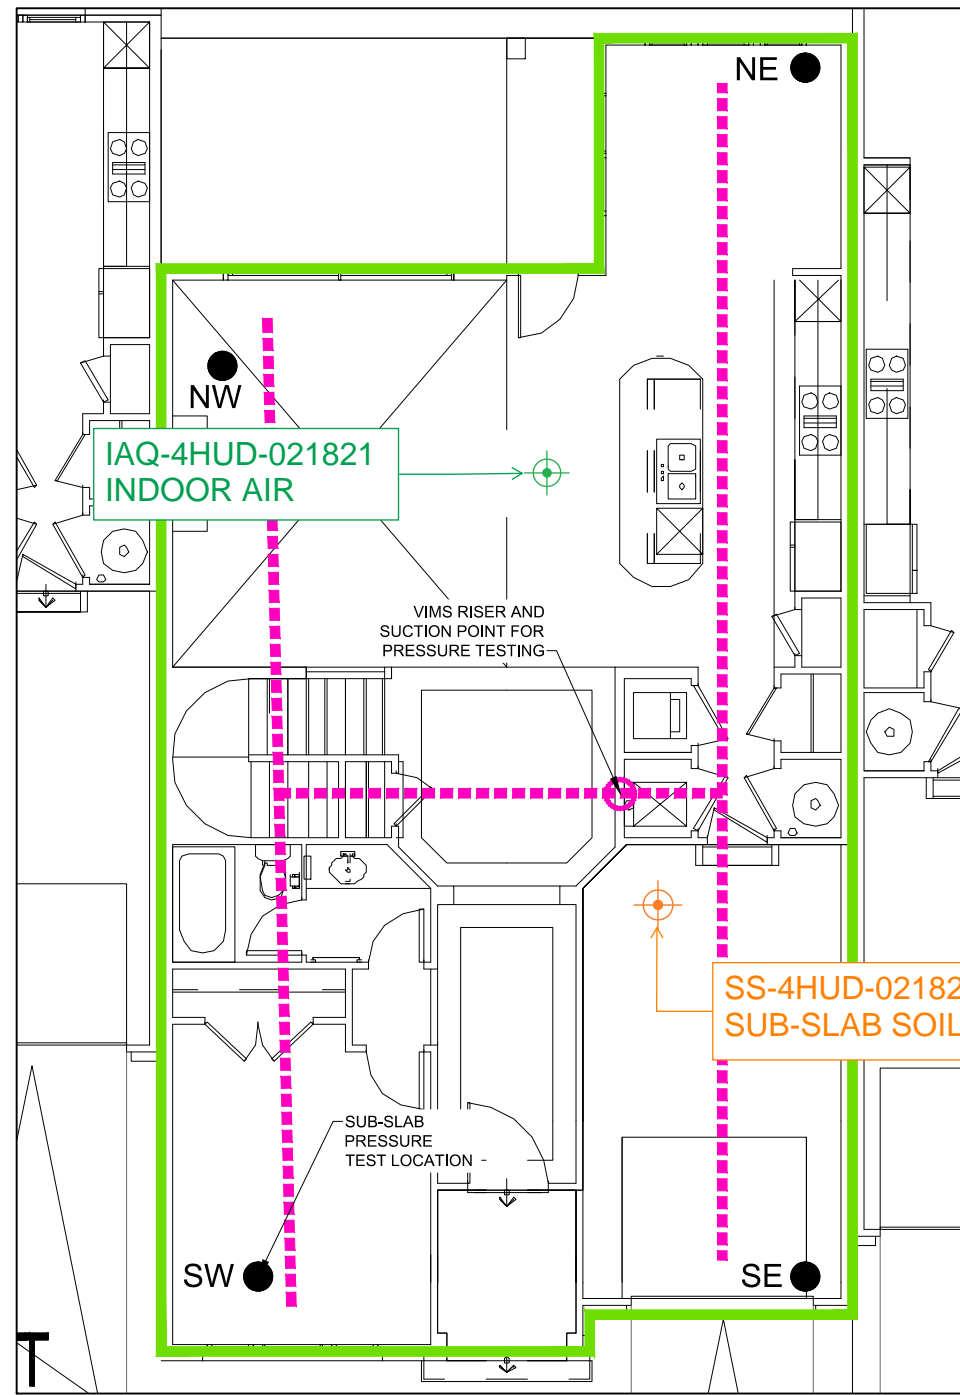 NE
NW
IAQ-4HUD-021821
INDOOR AIR
VIMS RISER AND
SUCTION POINT FOR
PRESSURE TESTING
SS-4HUD-02182
SUB-SLAB SOIL
SUB-SLAB
PRESSURE
TEST LOCATION
SW
SE
T